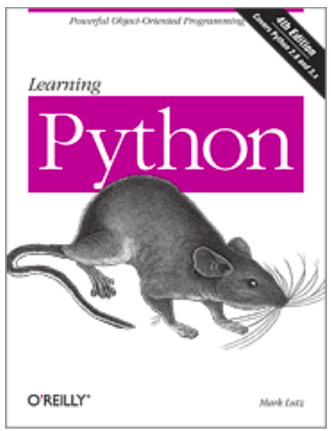 Powerful Object-Oriented Programming
4th Edition
Covers Python 2.6 and 3.x
Learning
Python
O'REILLY®
Mark Lutz